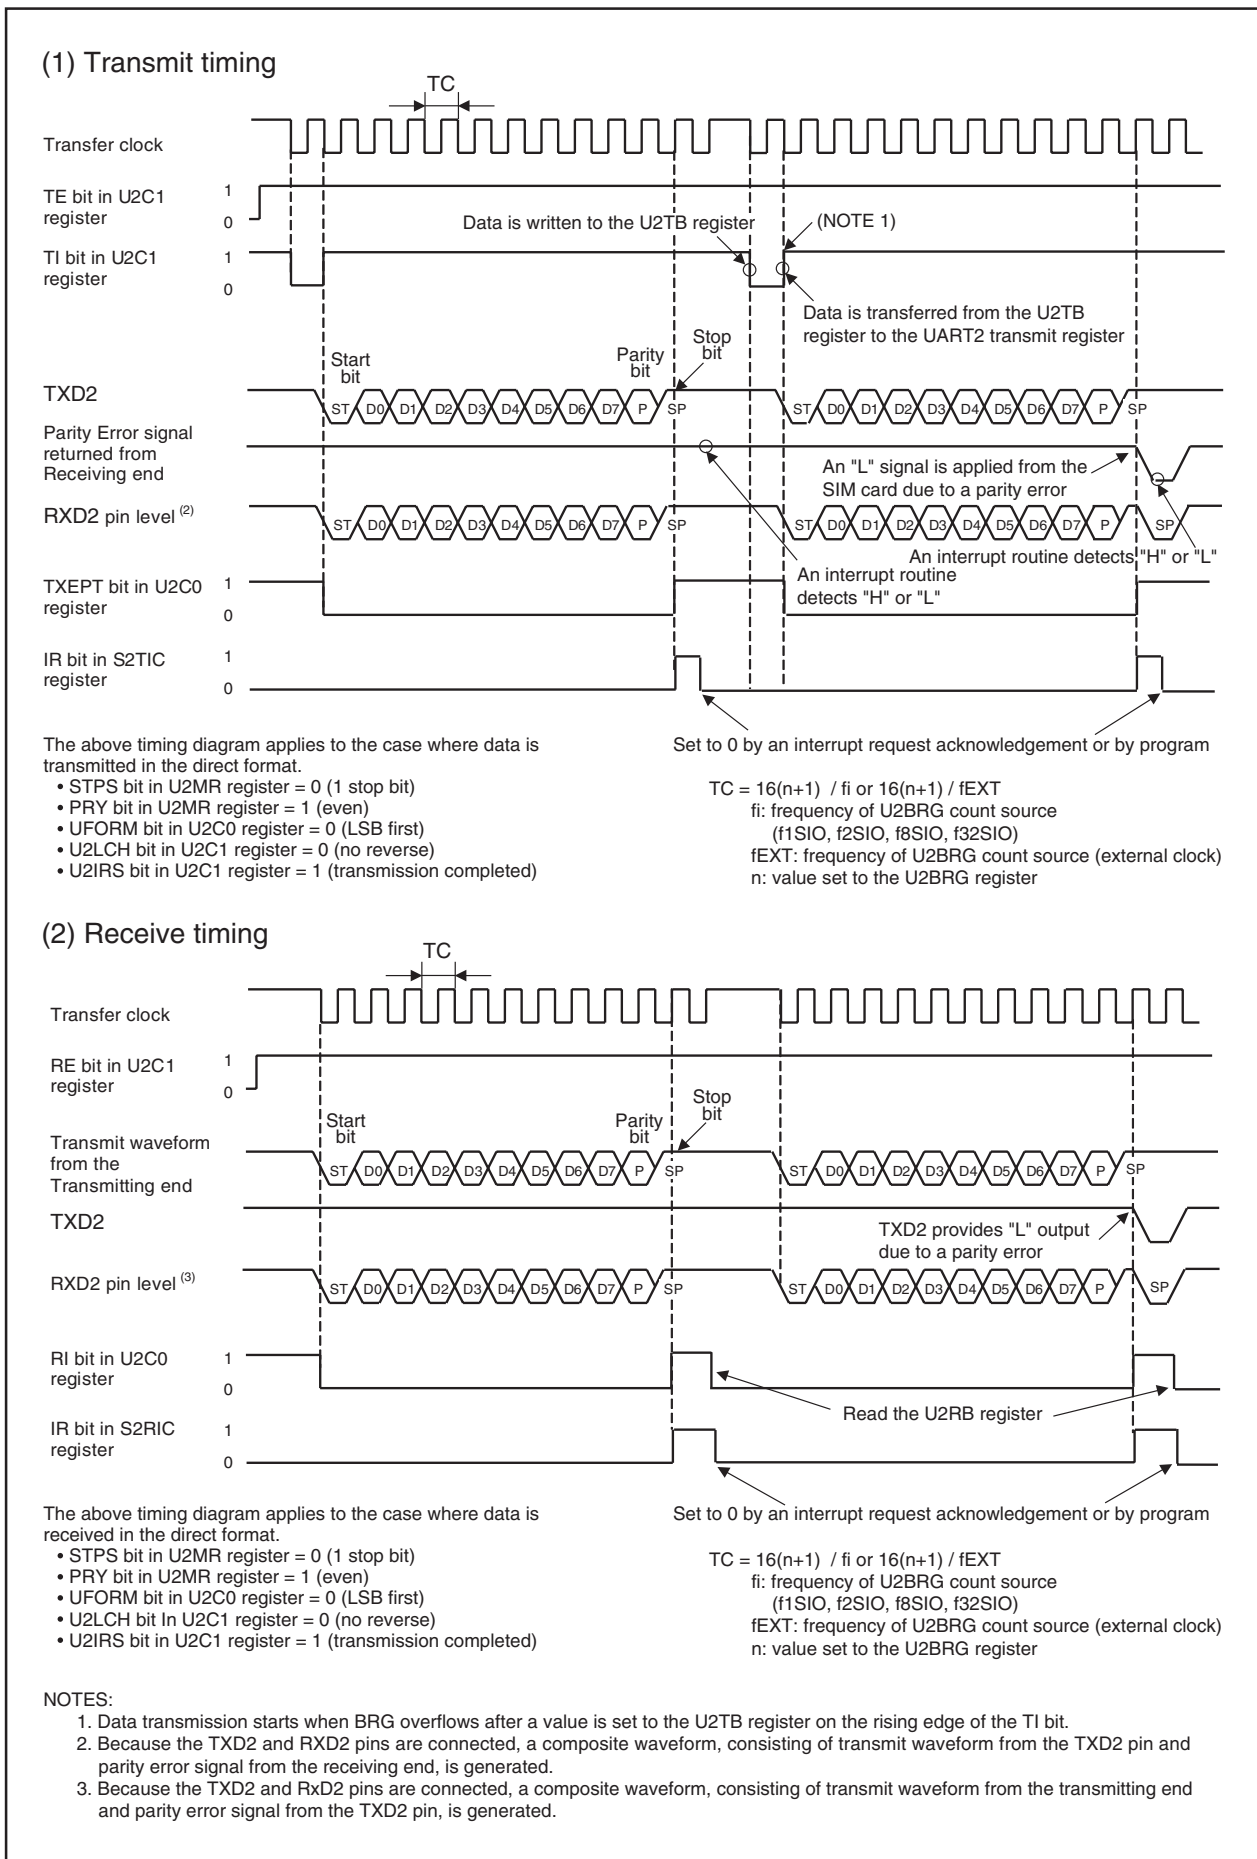 (1) Transmit timing
TC
Transfer clock
TE bit in U2C1
register
1
0
Data is written to the U2TB register
(NOTE 1)
TI bit in U2C1
register
1
0
Data is transferred from the U2TB
register to the UART2 transmit register
Start
bit
Parity
bit
Stop
bit
TXD2
ST D0 D1 D2 D3 D4 D5 D6 D7 P SP
ST D0 D1 D2 D3 D4 D5 D6 D7 P SP
Parity Error signal
returned from
Receiving end
An "L" signal is applied from the
SIM card due to a parity error
RXD2 pin level (2)
ST D0 D1 D2 D3 D4 D5 D6 D7 P SP
ST D0 D1 D2 D3 D4 D5 D6 D7 P SP
An interrupt routine detects "H" or "L"
An interrupt routine
detects "H" or "L"
TXEPT bit in U2C0
register
1
0
IR bit in S2TIC
register
1
0
Set to 0 by an interrupt request acknowledgement or by program
The above timing diagram applies to the case where data is
transmitted in the direct format.
• STPS bit in U2MR register = 0 (1 stop bit)
• PRY bit in U2MR register = 1 (even)
• UFORM bit in U2C0 register = 0 (LSB first)
• U2LCH bit in U2C1 register = 0 (no reverse)
• U2IRS bit in U2C1 register = 1 (transmission completed)
TC = 16(n+1) / fi or 16(n+1) / fEXT
fi: frequency of U2BRG count source
(f1SIO, f2SIO, f8SIO, f32SIO)
fEXT: frequency of U2BRG count source (external clock)
n: value set to the U2BRG register
(2) Receive timing
TC
Transfer clock
RE bit in U2C1
register
1
0
Start
bit
Parity
bit
Stop
bit
Transmit waveform
from the
Transmitting end
ST D0 D1 D2 D3 D4 D5 D6 D7 P SP
ST D0 D1 D2 D3 D4 D5 D6 D7 P SP
TXD2
TXD2 provides "L" output
due to a parity error
RXD2 pin level (3)
ST D0 D1 D2 D3 D4 D5 D6 D7 P SP
ST D0 D1 D2 D3 D4 D5 D6 D7 P SP
RI bit in U2C0
register
1
0
Read the U2RB register
IR bit in S2RIC
register
1
0
Set to 0 by an interrupt request acknowledgement or by program
The above timing diagram applies to the case where data is
received in the direct format.
• STPS bit in U2MR register = 0 (1 stop bit)
• PRY bit in U2MR register = 1 (even)
• UFORM bit in U2C0 register = 0 (LSB first)
• U2LCH bit In U2C1 register = 0 (no reverse)
• U2IRS bit in U2C1 register = 1 (transmission completed)
TC = 16(n+1) / fi or 16(n+1) / fEXT
fi: frequency of U2BRG count source
(f1SIO, f2SIO, f8SIO, f32SIO)
fEXT: frequency of U2BRG count source (external clock)
n: value set to the U2BRG register
NOTES:
1. Data transmission starts when BRG overflows after a value is set to the U2TB register on the rising edge of the TI bit.
2. Because the TXD2 and RXD2 pins are connected, a composite waveform, consisting of transmit waveform from the TXD2 pin and
parity error signal from the receiving end, is generated.
3. Because the TXD2 and RxD2 pins are connected, a composite waveform, consisting of transmit waveform from the transmitting end
and parity error signal from the TXD2 pin, is generated.